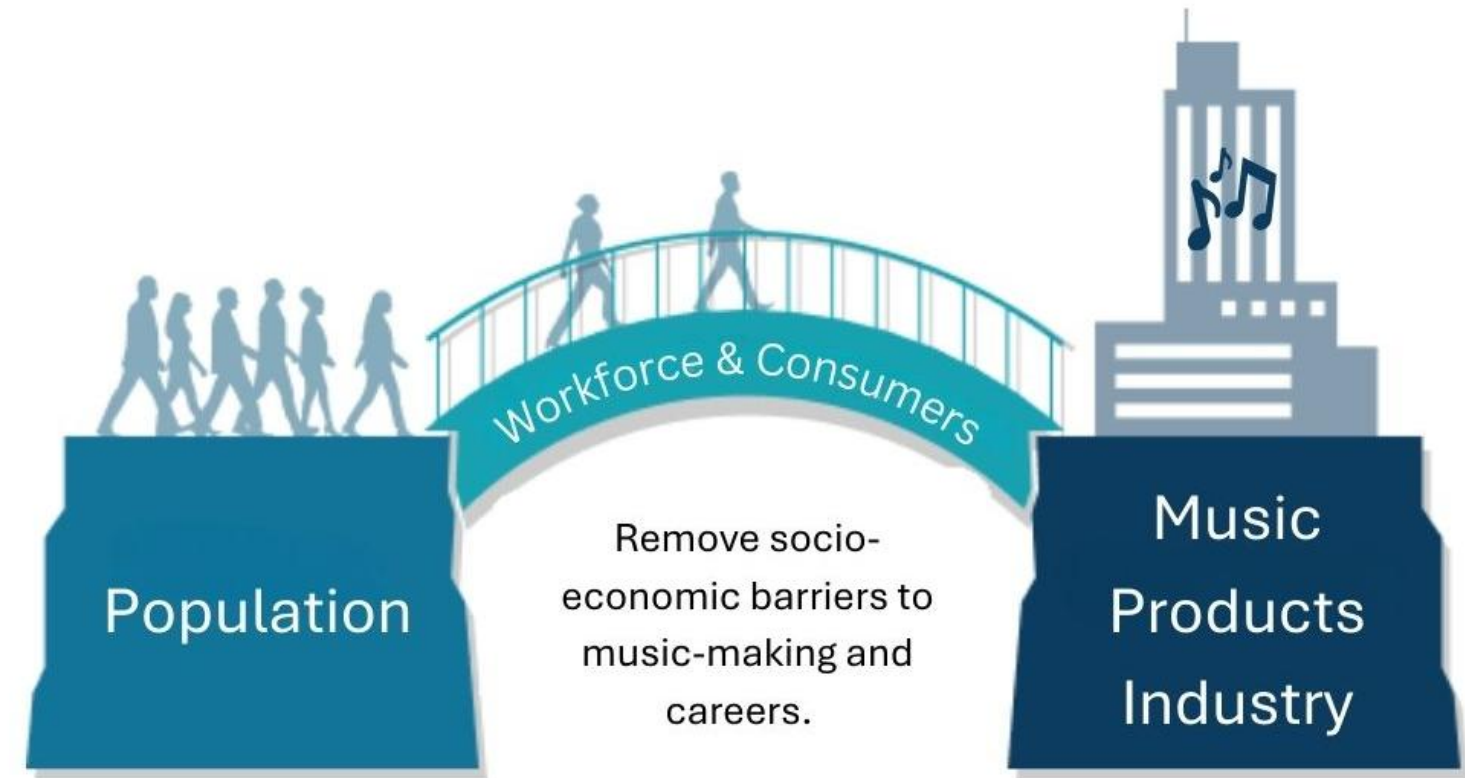 Workforce & Consumers
Population
Remove socio-
economic barriers to
music-making and
careers.
Music
Products
Industry